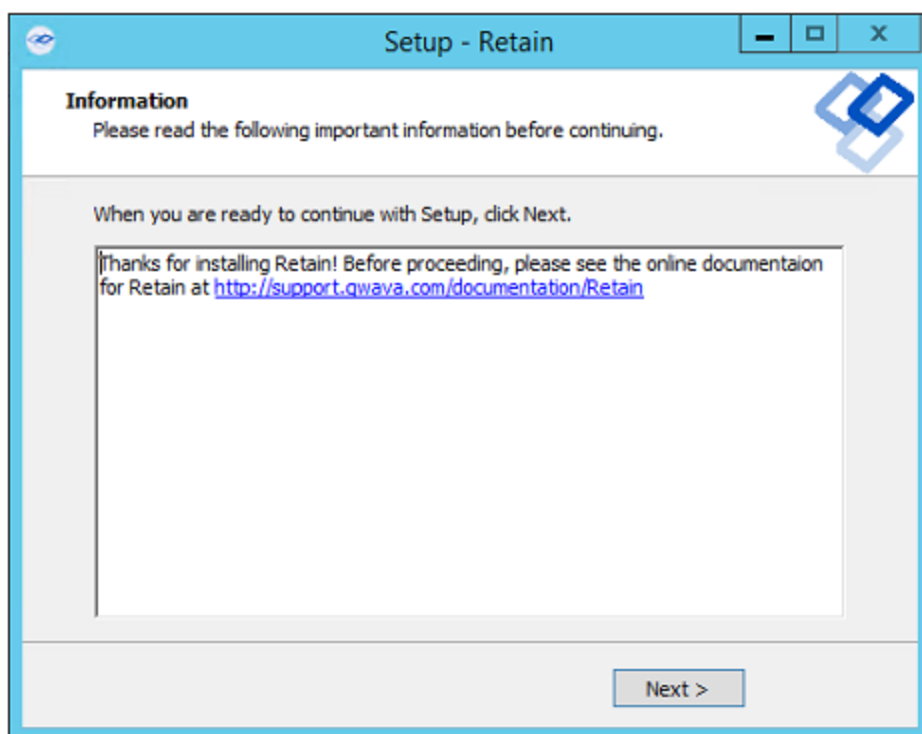 Setup - Retain
Information
Please read the following important information before continuing.
When you are ready to continue with Setup, click Next.
Thanks for installing Retain! Before proceeding, please see the online documentaion
for Retain at http://support.gwava.com/documentation/Retain
Next >